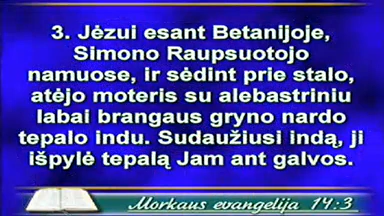 3. Jėzui esant Betanijoje,
Simono Raupsuotojo
namuose, ir sėdint prie stalo,
atėjo moteris su alebastriniu
labai brangaus gryno nardo
tepalo indu. Sudaužiusi indą, ji
išpylė tepalą Jam ant galvos.
Morkaus evangelija 14:3